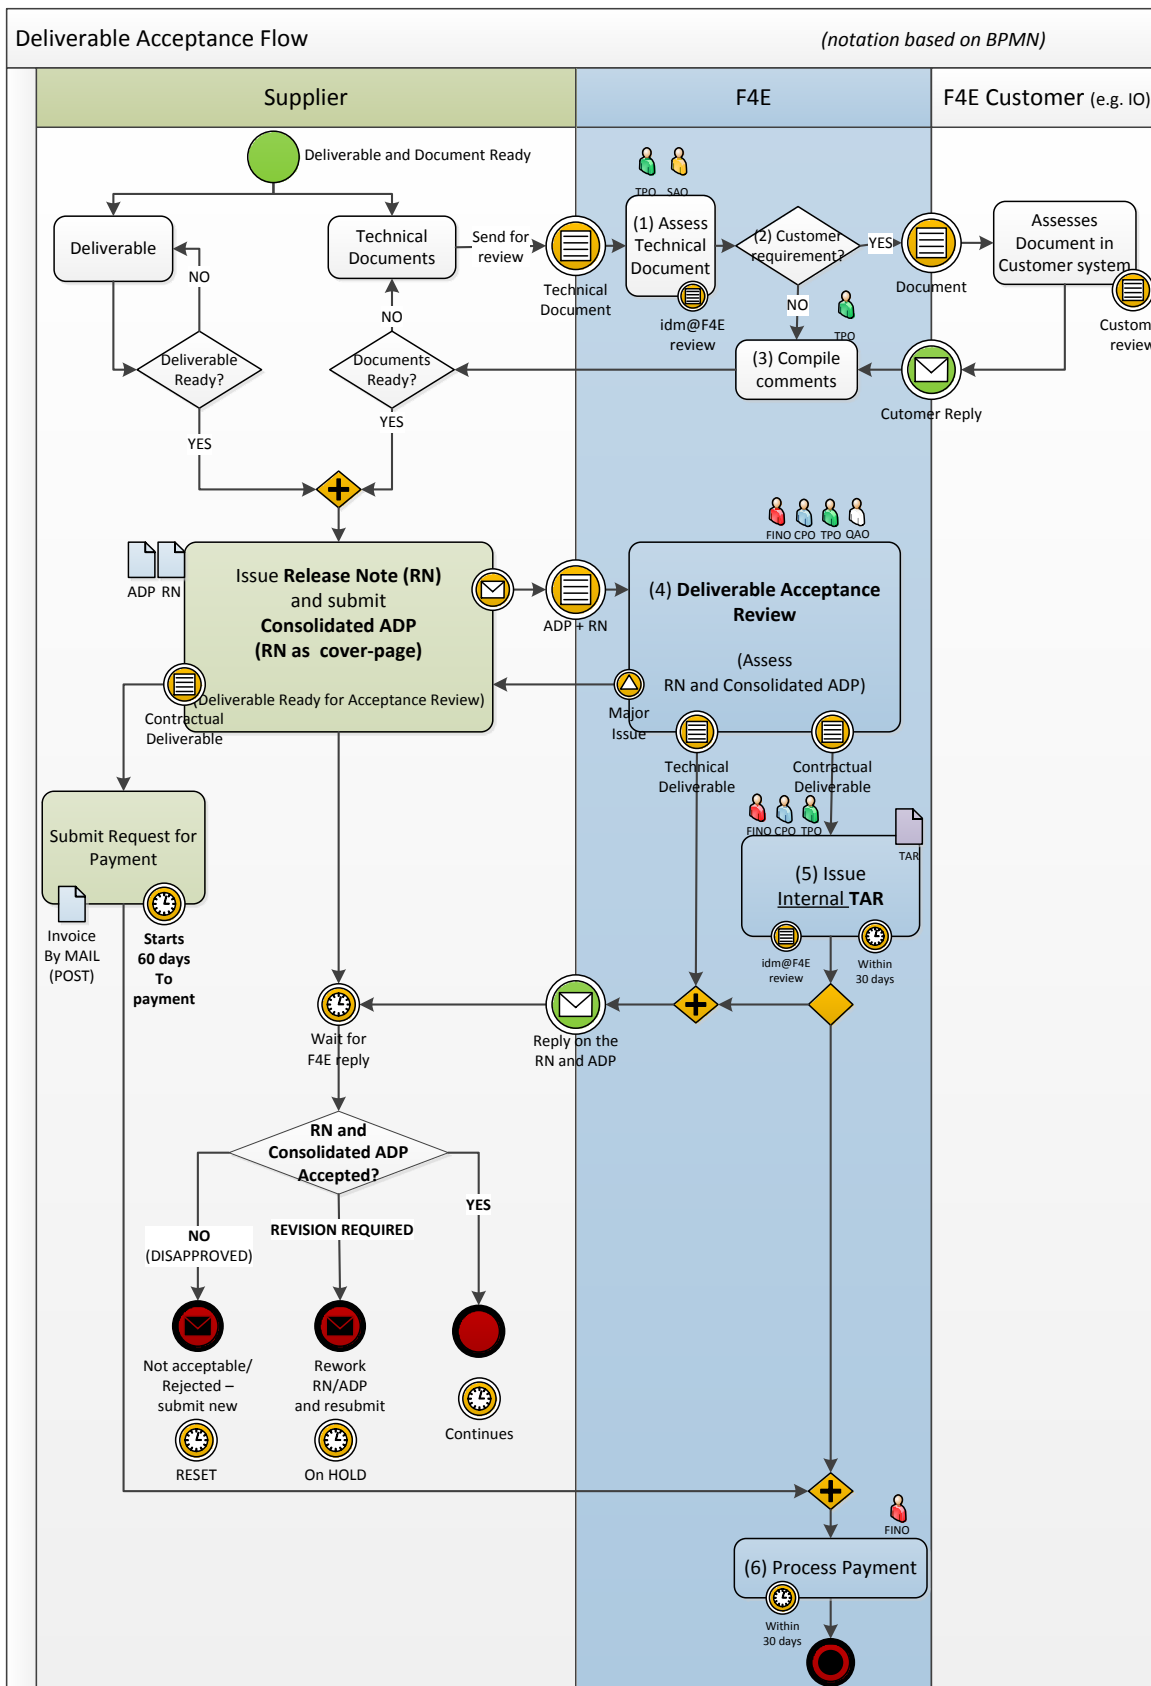 Deliverable Acceptance Flow
(notation based on BPMN)
Supplier
F4E
F4E Customer (e.g. IO)
Deliverable and Document Ready
TPO
SAO
Deliverable
Technical
Documents
Send for
review
Technical
Document
(1) Assess
Technical
Document
idm@F4E
review
(2) Customer
requirement?
YES
NO
Document
Assesses
Document in
Customer system
Custome
review
NO
NO
Deliverable
Ready?
Documents
Ready?
TPO
(3) Compile
comments
Cutomer Reply
YES
YES
FINO
CPO
TPO
QAO
ADP
RN
Issue Release Note (RN)
and submit
Consolidated ADP
(RN as cover-page)
(Deliverable Ready for Acceptance Review)
ADP + RN
(4) Deliverable Acceptance
Review
(Assess
RN and Consolidated ADP)
Contractual
Deliverable
Major
Issue
Technical
Deliverable
Contractual
Deliverable
FINO
CPO
TPO
TAR
Submit Request for
Payment
(5) Issue
Internal TAR
Invoice
By MAIL
(POST)
Starts
60 days
To
payment
idm@F4E
review
Within
30 days
Wait for
F4E reply
Reply on the
RN and ADP
RN and
Consolidated ADP
Accepted?
NO
(DISAPPROVED)
REVISION REQUIRED
YES
Not acceptable/
Rejected –
submit new
Rework
RN/ADP
and resubmit
Continues
RESET
On HOLD
FINO
(6) Process Payment
Within
30 days